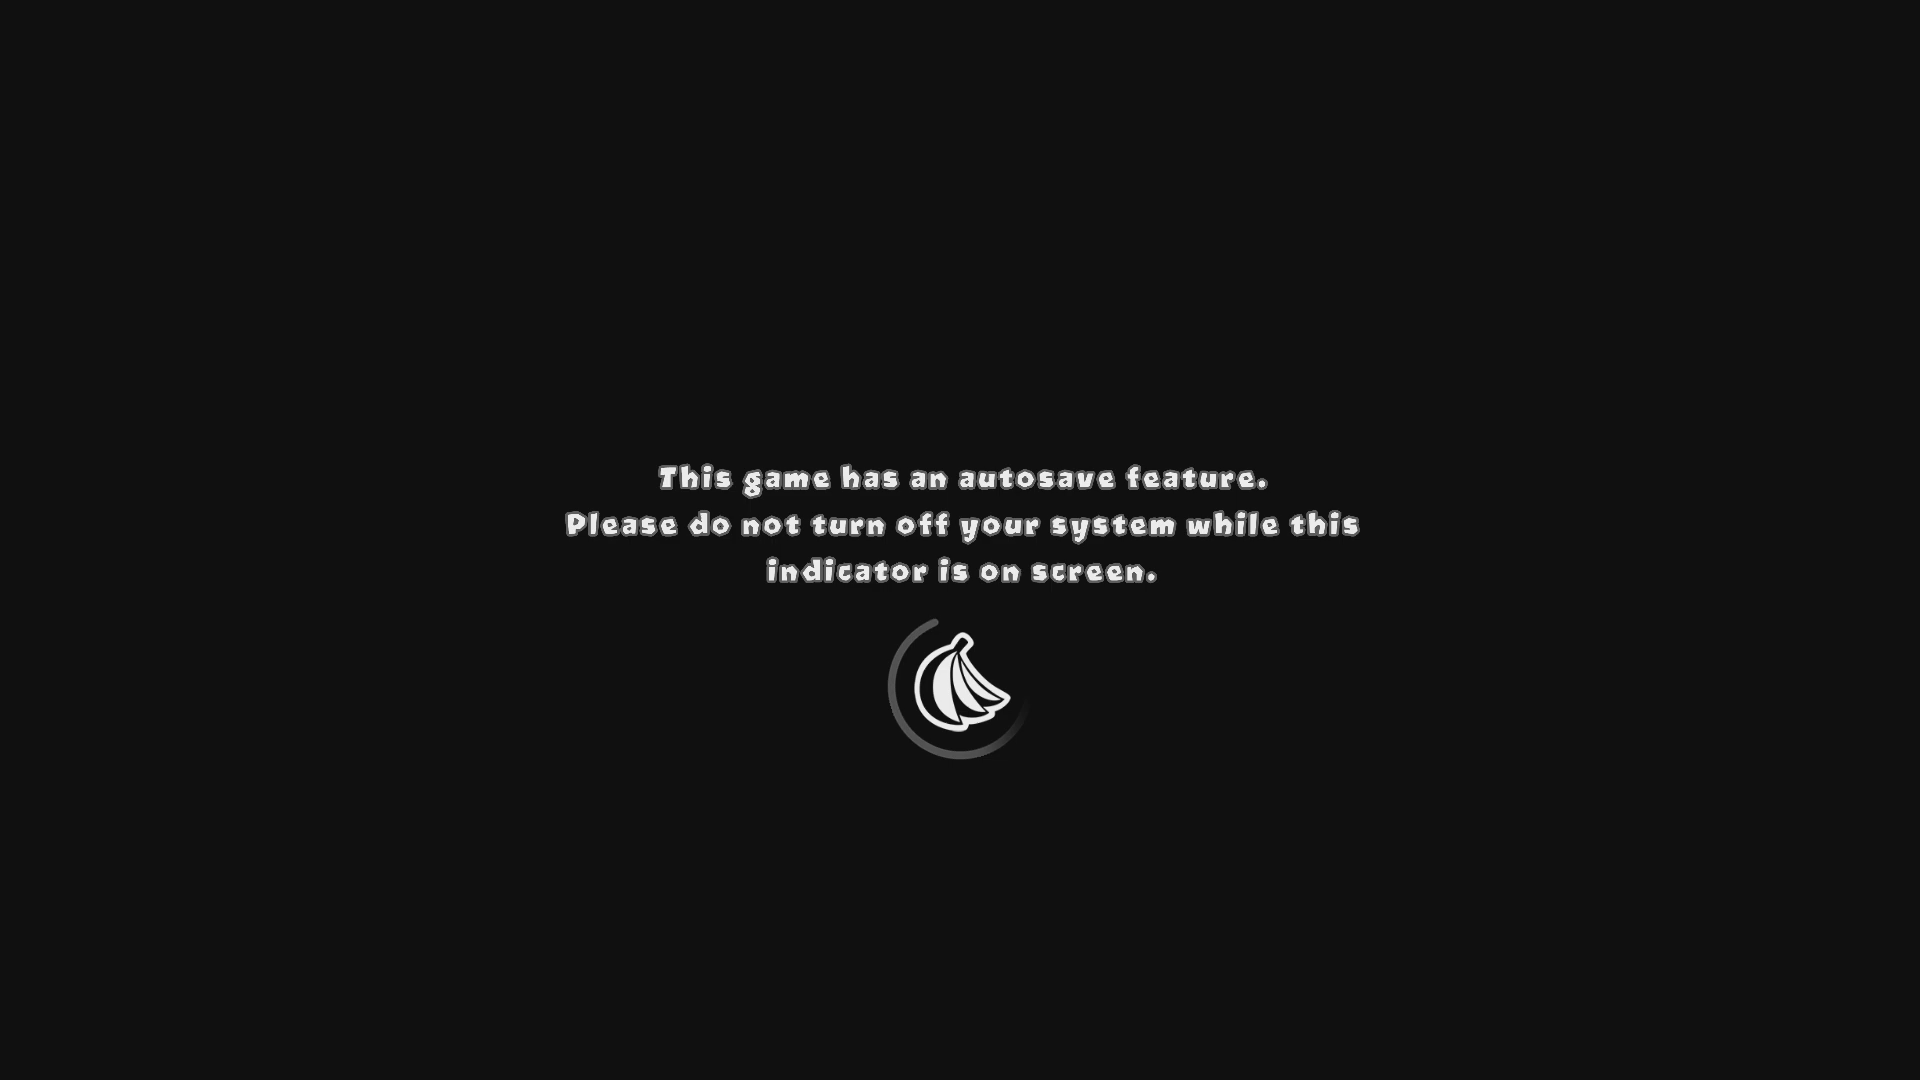 This game has an autosave feature.
Please do not turn off your system while this
indicator is on screen.